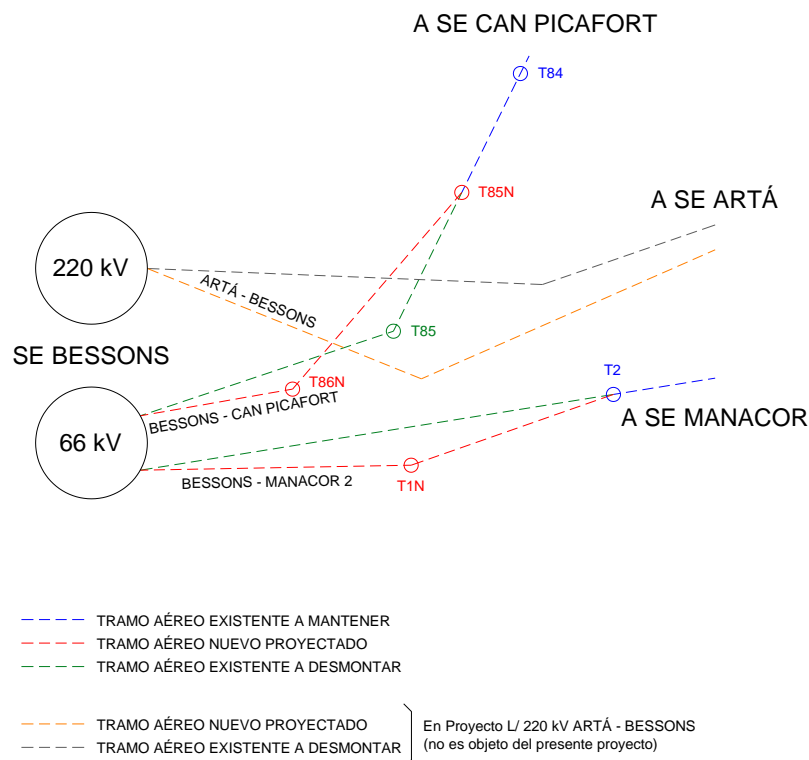 A SE CAN PICAFORT
T84
T85N
A SE ARTÁ
220 kV
ARTÁ - BESSONS
T85
SE BESSONS
T86N
T2
BESSONS - CAN PICAFORT
A SE MANACOR
66 kV
BESSONS - MANACOR 2
T1N
TRAMO AÉREO EXISTENTE A MANTENER
TRAMO AÉREO NUEVO PROYECTADO
TRAMO AÉREO EXISTENTE A DESMONTAR
TRAMO AÉREO NUEVO PROYECTADO
TRAMO AÉREO EXISTENTE A DESMONTAR
En Proyecto L/ 220 kV ARTÁ - BESSONS
(no es objeto del presente proyecto)